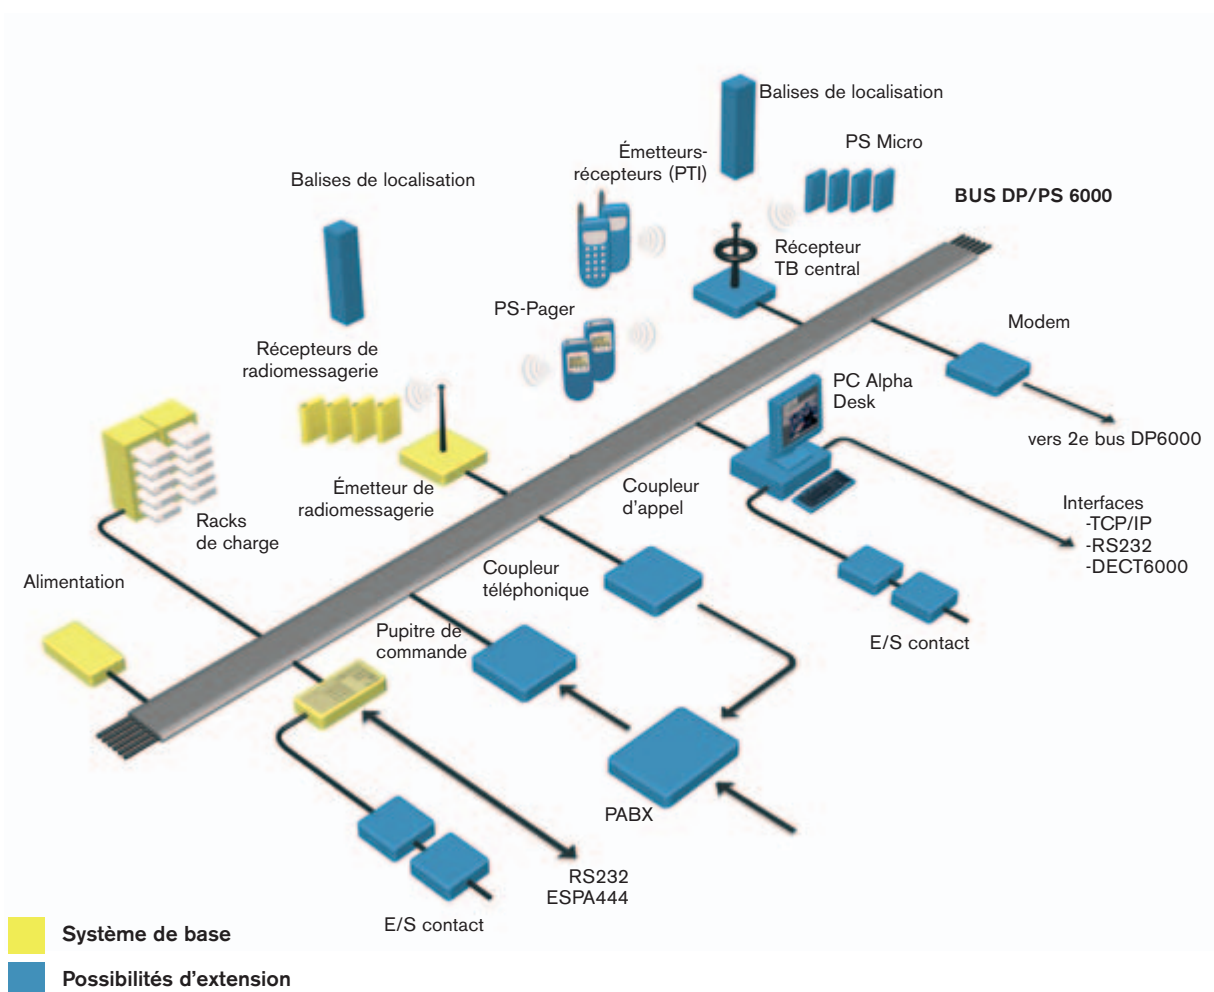 Balises de localisation
PS Micro
Émetteurs-
récepteurs (PTI)
Balises de localisation
BUS DP/PS 6000
Récepteur
TB central
PS-Pager
Modem
Récepteurs de
radiomessagerie
PC Alpha
Desk
vers 2e bus DP6000
Émetteur de
radiomessagerie
Coupleur
d'appel
Interfaces
-TCP/IP
-RS232
-DECT6000
Racks
de charge
Coupleur
téléphonique
Alimentation
Pupitre de
commande
E/S contact
PABX
RS232
ESPA444
E/S contact
Système de base
Possibilités d'extension